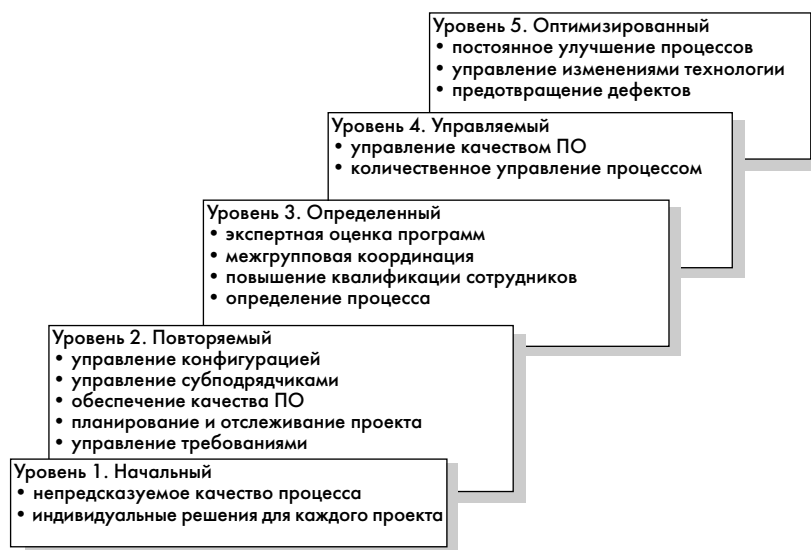 Уровень 5. Оптимизированный
• постоянное улучшение процессов
• управление изменениями технологии
• предотвращение дефектов
Уровень 4. Управляемый
• управление качеством ПО
• количественное управление процессом
Уровень 3. Определенный
• экспертная оценка программ
• межгрупповая координация
• повышение квалификации сотрудников
• определение процесса
Уровень 2. Повторяемый
• управление конфигурацией
• управление субподрядчиками
• обеспечение качества ПО
• планирование и отслеживание проекта
• управление требованиями
Уровень 1. Начальный
• непредсказуемое качество процесса
• индивидуальные решения для каждого проекта